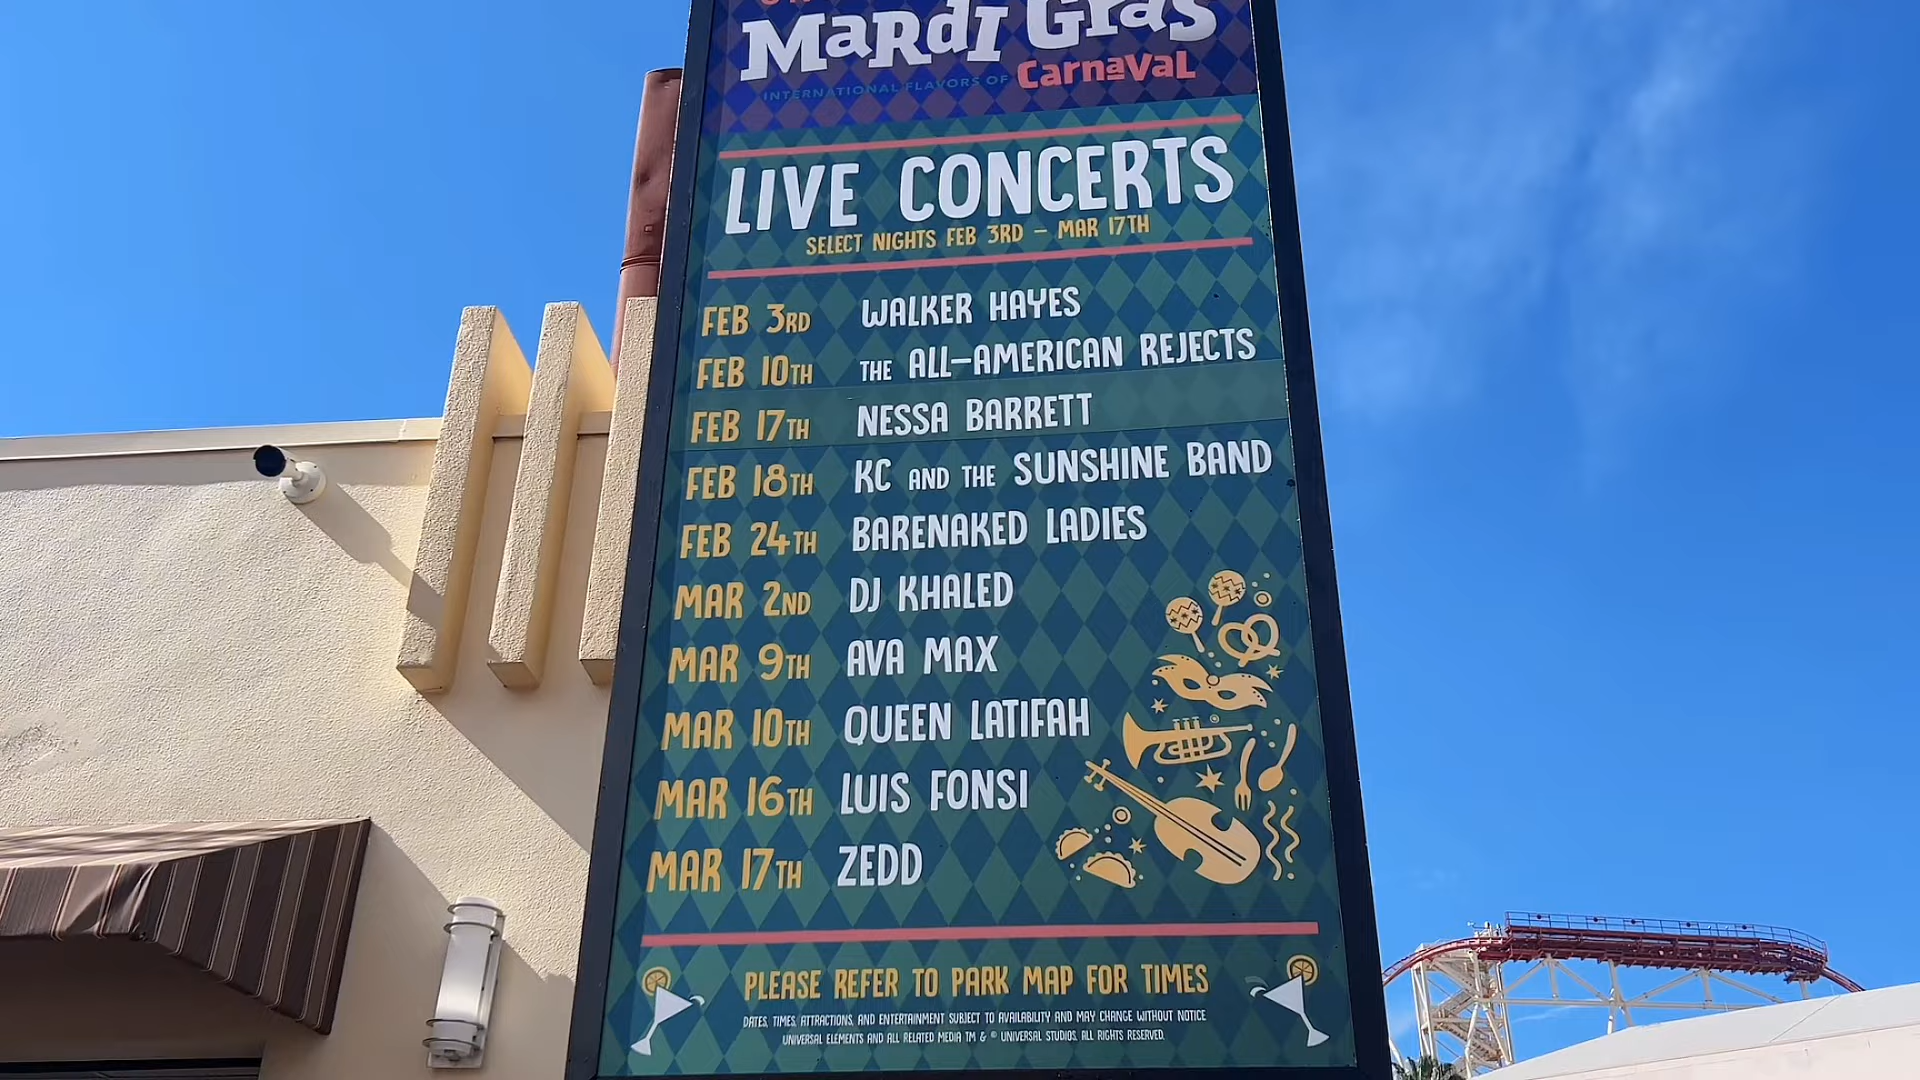 MARDI GRAS
INTERNATIONAL FLAVORS OF CARNAVAL
LIVE CONCERTS
SELECT NIGHTS FEB 3RD – MAR 17TH
FEB 3RD WALKER HAYES
FEB 10TH THE ALL-AMERICAN REJECTS
FEB 17TH NESSA BARRETT
FEB 18TH KC AND THE SUNSHINE BAND
FEB 24TH BARENAKED LADIES
MAR 2ND DJ KHALED
MAR 9TH AVA MAX
MAR 10TH QUEEN LATIFAH
MAR 16TH LUIS FONSI
MAR 17TH ZEDD
PLEASE REFER TO PARK MAP FOR TIMES
DATES, TIMES, ATTRACTIONS, AND ENTERTAINMENT SUBJECT TO AVAILABILITY AND MAY CHANGE WITHOUT NOTICE
UNIVERSAL ELEMENTS AND ALL RELATED MEDIA TM & © UNIVERSAL STUDIOS. ALL RIGHTS RESERVED.